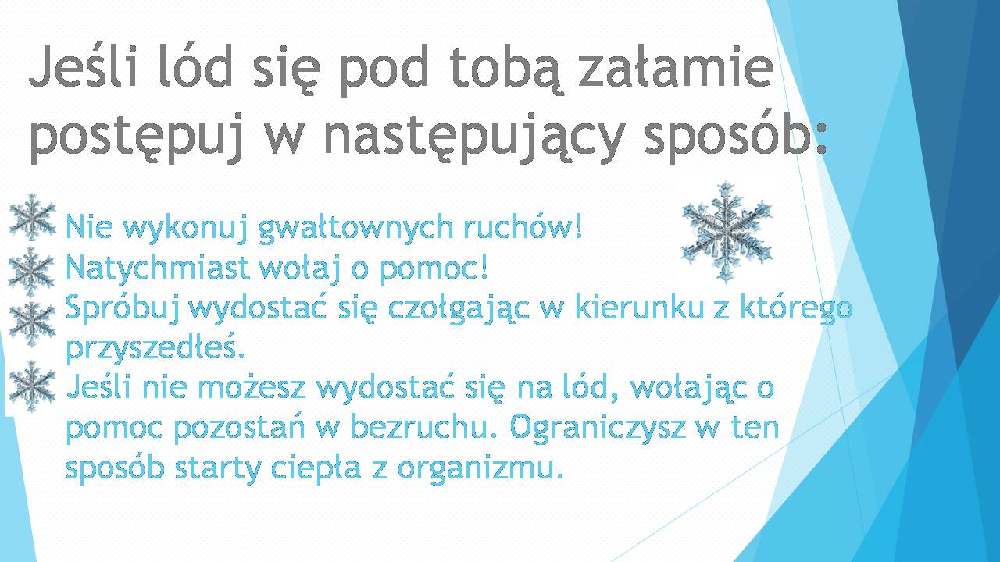 Jeśli lód się pod tobą załamie
postępuj w następujący sposób:
Nie wykonuj gwałtownych ruchów!
Natychmiast wołaj o pomoc!
Spróbuj wydostać się czołgając w kierunku z którego
przyszedłeś.
Jeśli nie możesz wydostać się na lód, wołając o
pomoc pozostań w bezruchu. Ograniczysz w ten
sposób starty ciepła z organizmu.